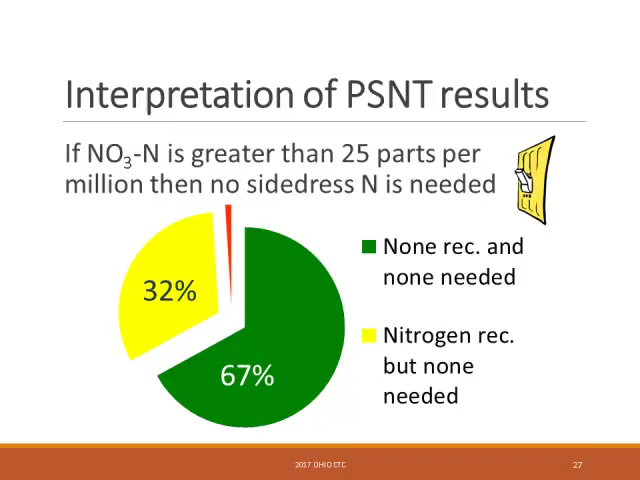 Interpretation of PSNT results
If NO₃-N is greater than 25 parts per
million then no sidedress N is needed
32%
67%
None rec. and
none needed
Nitrogen rec.
but none
needed
2017 OHIO CTC
27